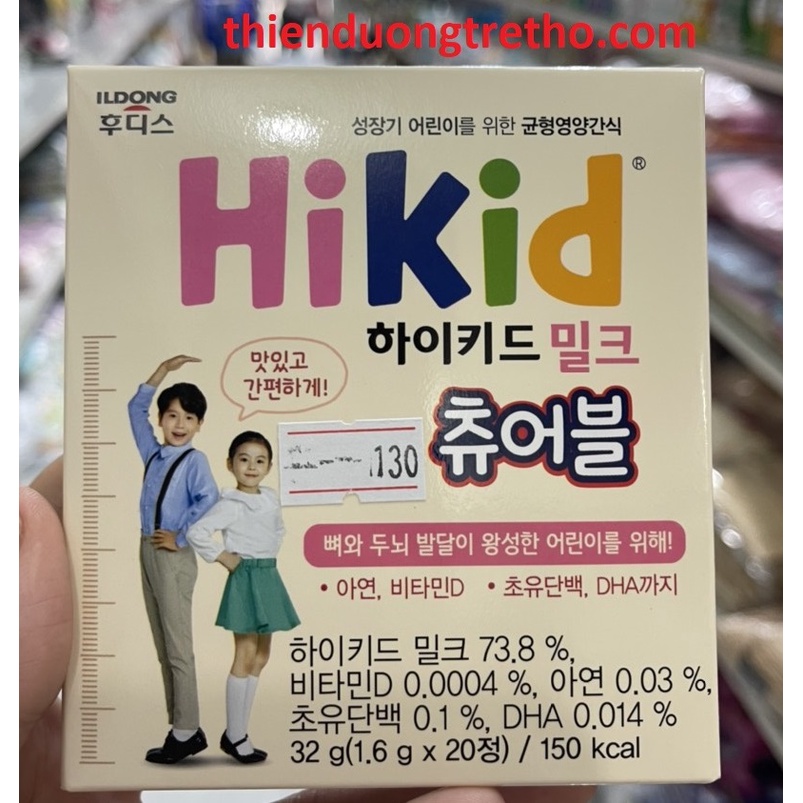 thienduongtretho.com
ILDONG
후디스
성장기 어린이를 위한 균형영양간식
HiKid®
하이키드 밀크
츄어블
맛있고
간편하게!
130
뼈와 두뇌 발달이 왕성한 어린이를 위해!
• 아연, 비타민D • 초유단백, DHA까지
하이키드 밀크 73.8 %,
비타민D 0.0004 %, 아연 0.03 %,
초유단백 0.1 %, DHA 0.014 %
32 g(1.6 g x 20정) / 150 kcal